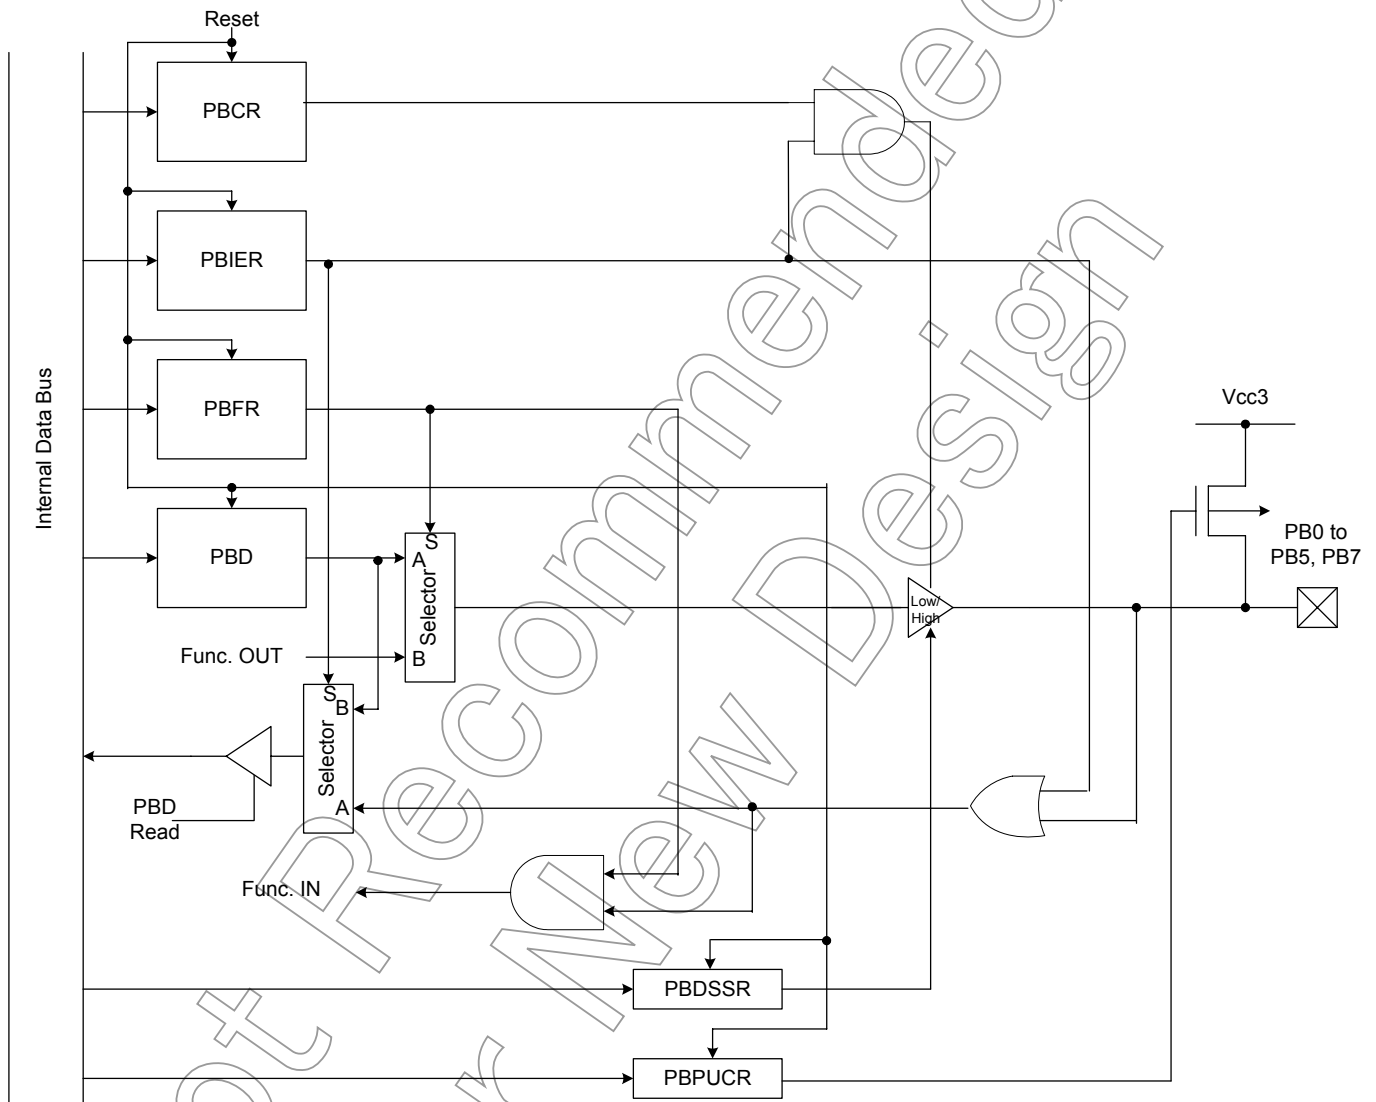 Reset
PBCR
PBIER
PBFR
Vcc3
Internal Data Bus
PBD
S
A
Selector
B
PB0 to
PB5, PB7
Low/
High
Func. OUT
S
B
Selector
A
PBD
Read
Func. IN
PBDSSR
PBPUCR
Not Recommended
for New Design